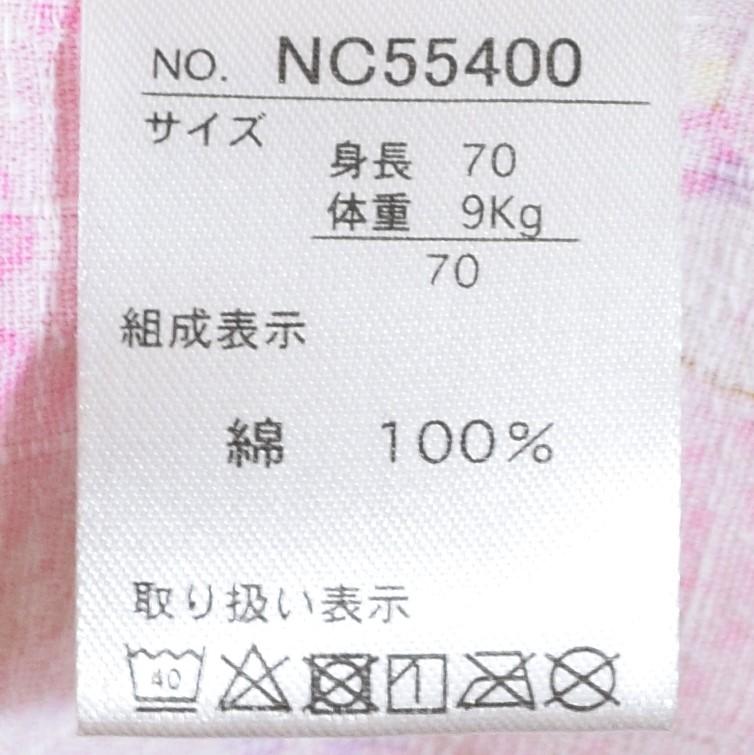 NO. NC55400
サイズ
身長 70
体重 9Kg
70
組成表示
綿 100%
取り扱い表示
40